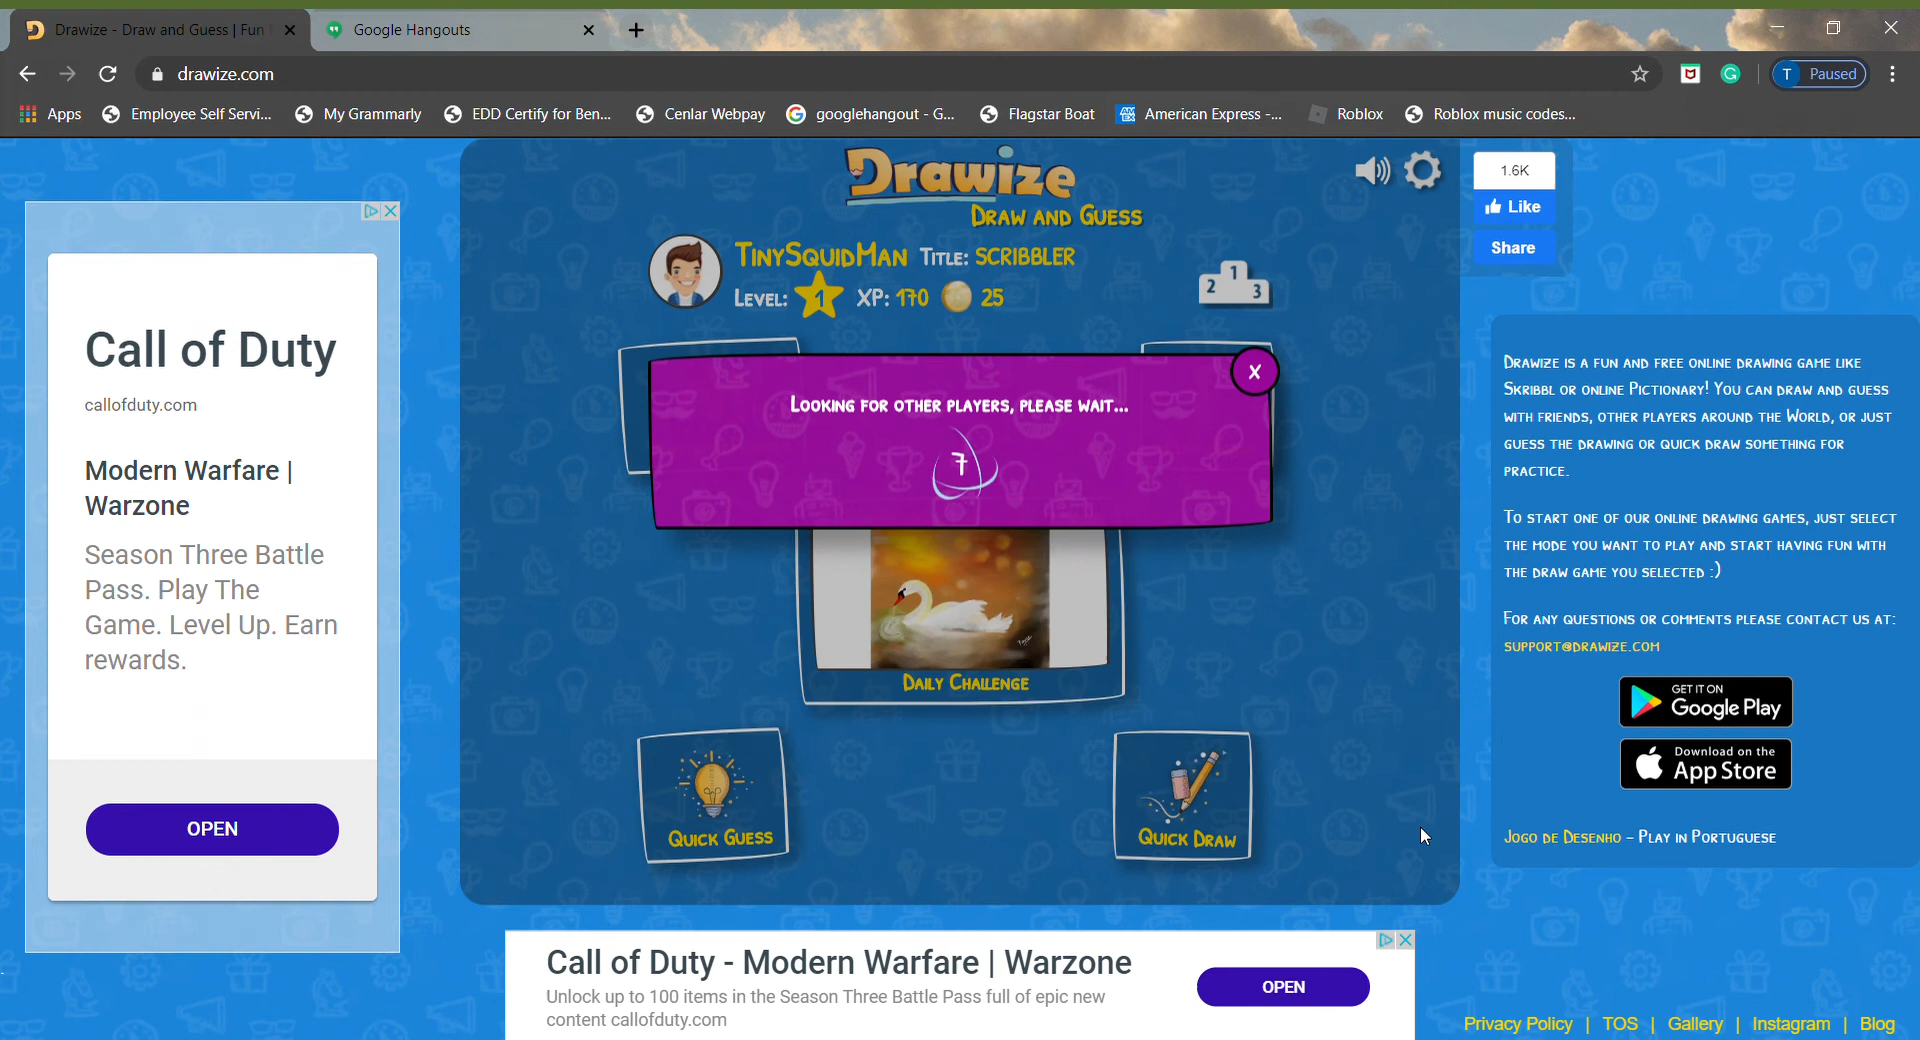 Drawize - Draw and Guess | Fun
Google Hangouts
drawize.com
T Paused
Apps
Employee Self Servi...
My Grammarly
EDD Certify for Ben...
Cenlar Webpay
googlehangout - G...
Flagstar Boat
American Express -...
Roblox
Roblox music codes...
Drawize
Draw and Guess
TinySquidMan Title: SCRIBBLER
Level: 1 XP: 170 25
1
2
3
1.6K
Like
Share
Call of Duty
callofduty.com
Modern Warfare |
Warzone
Season Three Battle
Pass. Play The
Game. Level Up. Earn
rewards.
OPEN
Looking for other players, please wait...
X
7
Daily Challenge
Quick Guess
Quick Draw
Drawize is a fun and free online drawing game like
Skribbl or online Pictionary! You can draw and guess
with friends, other players around the World, or just
guess the drawing or quick draw something for
practice.
To start one of our online drawing games, just select
the mode you want to play and start having fun with
the draw game you selected :)
For any questions or comments please contact us at:
support@drawize.com
GET IT ON
Google Play
Download on the
App Store
Jogo de Desenho - Play in Portuguese
Call of Duty - Modern Warfare | Warzone
Unlock up to 100 items in the Season Three Battle Pass full of epic new
content callofduty.com
OPEN
Privacy Policy | TOS | Gallery | Instagram | Blog